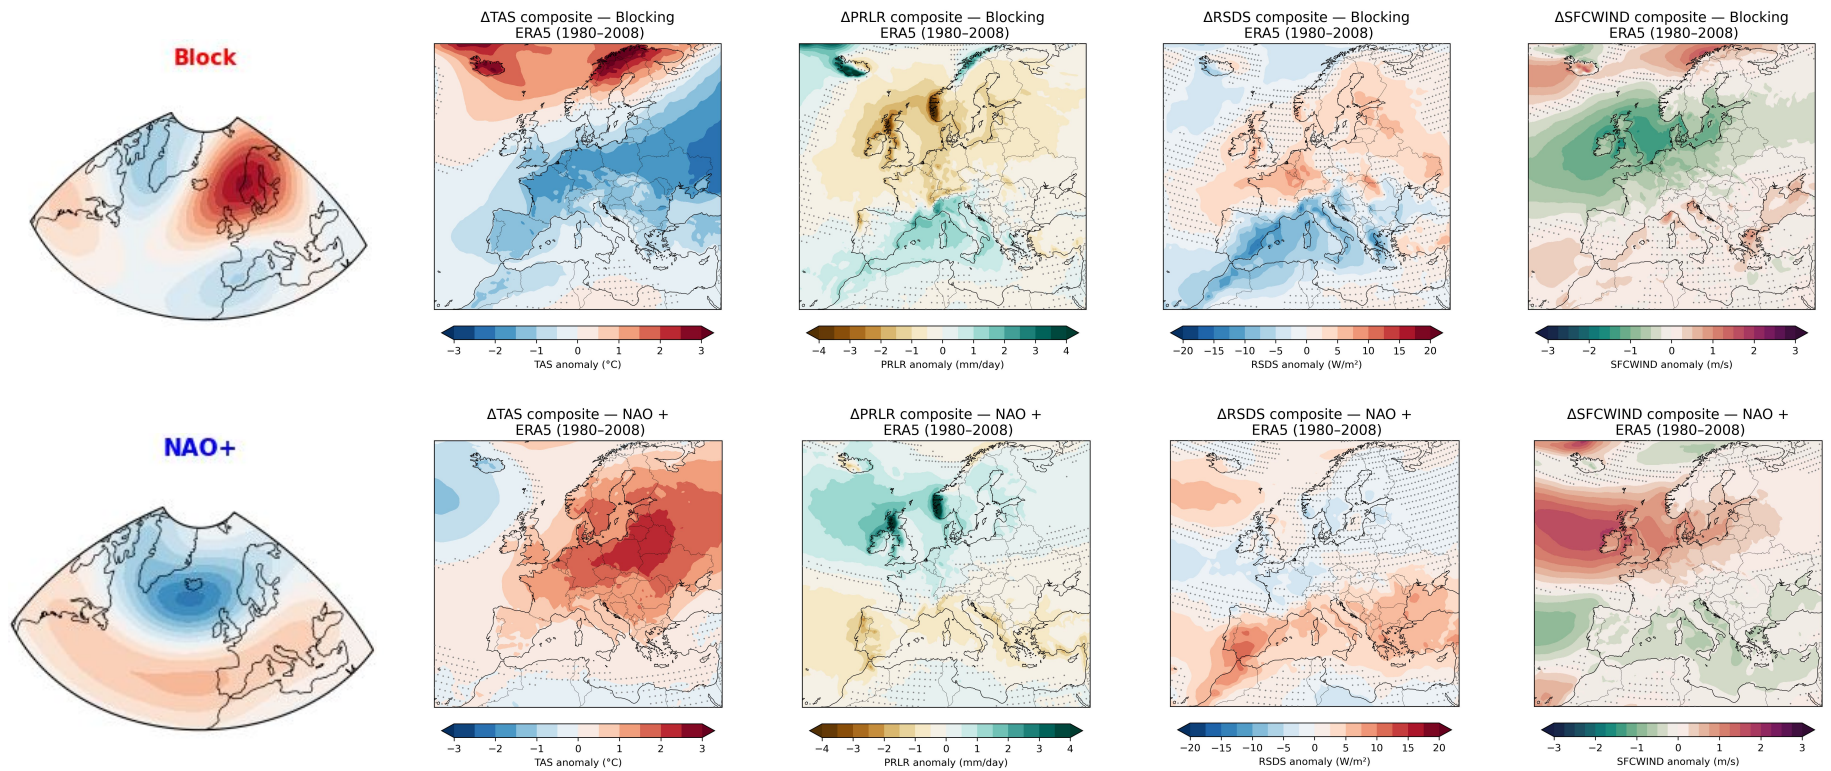 Block
ΔTAS composite — Blocking
ERA5 (1980–2008)
−3 −2 −1 0 1 2 3
TAS anomaly (°C)
ΔPRLR composite — Blocking
ERA5 (1980–2008)
−4 −3 −2 −1 0 1 2 3 4
PRLR anomaly (mm/day)
ΔRSDS composite — Blocking
ERA5 (1980–2008)
−20 −15 −10 −5 0 5 10 15 20
RSDS anomaly (W/m²)
ΔSFCWIND composite — Blocking
ERA5 (1980–2008)
−3 −2 −1 0 1 2 3
SFCWIND anomaly (m/s)
NAO+
ΔTAS composite — NAO +
ERA5 (1980–2008)
−3 −2 −1 0 1 2 3
TAS anomaly (°C)
ΔPRLR composite — NAO +
ERA5 (1980–2008)
−4 −3 −2 −1 0 1 2 3 4
PRLR anomaly (mm/day)
ΔRSDS composite — NAO +
ERA5 (1980–2008)
−20 −15 −10 −5 0 5 10 15 20
RSDS anomaly (W/m²)
ΔSFCWIND composite — NAO +
ERA5 (1980–2008)
−3 −2 −1 0 1 2 3
SFCWIND anomaly (m/s)